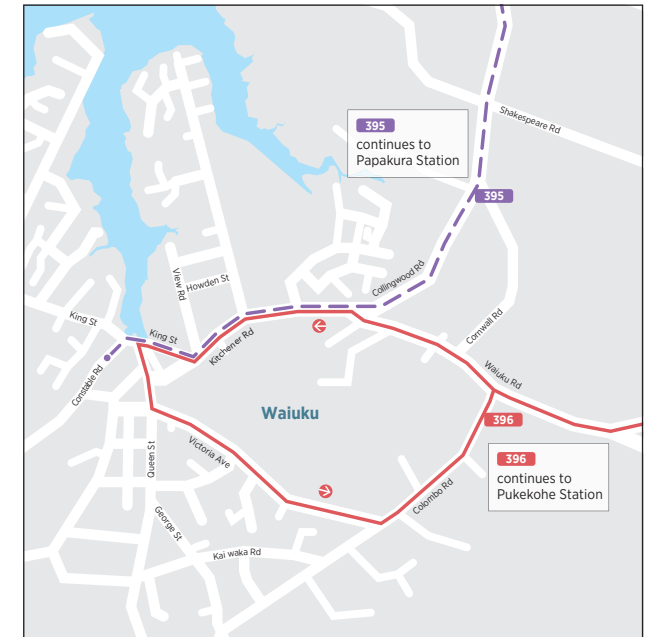 Shakespeare Rd
395
continues to
Papakura Station
395
Collingwood Rd
View Rd
Howden St
King St
King St
Kitchener Rd
Cornwall Rd
Constable Rd
Waiuku Rd
Waiuku
396
396
continues to
Pukekohe Station
Queen St
Victoria Ave
Colombo Rd
George St
Kai waka Rd